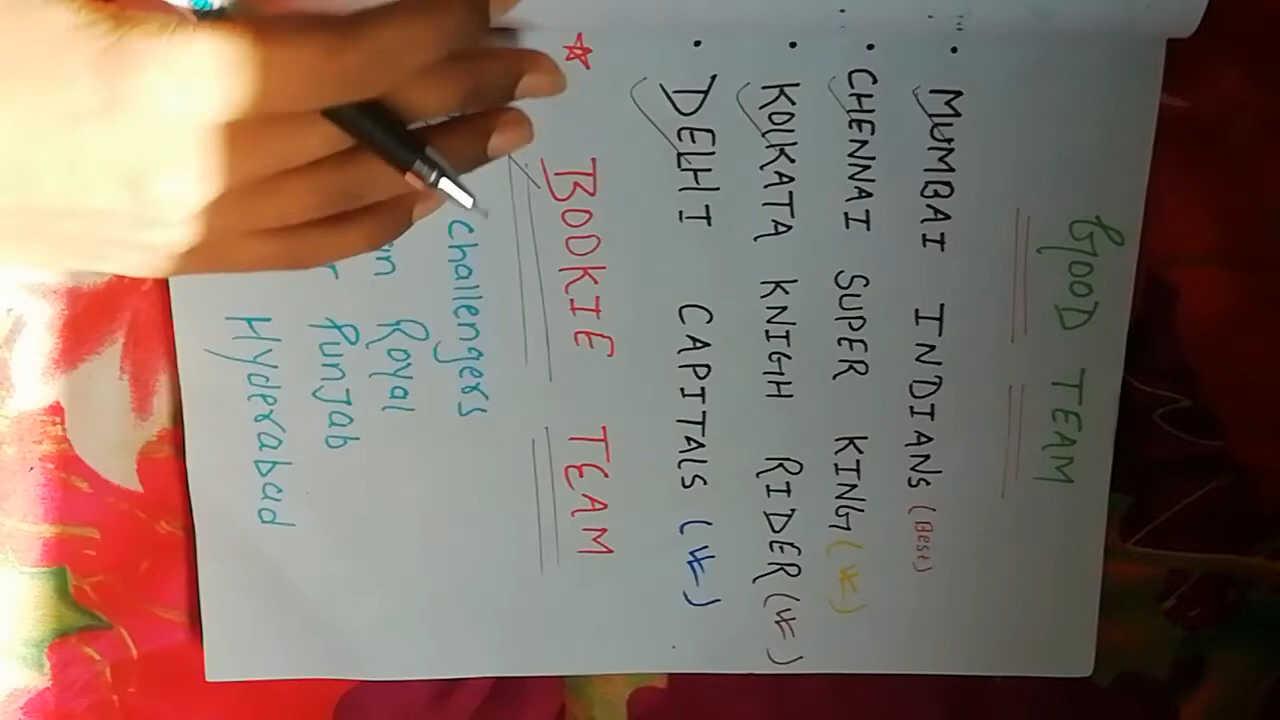 GOOD TEAM
• MUMBAI INDIANS (Best)
• CHENNAI SUPER KING
• KOLKATA KNIGH RIDER
• DELHI CAPITALS
BOOKIE TEAM
challengers
Royal
Punjab
Hyderabad